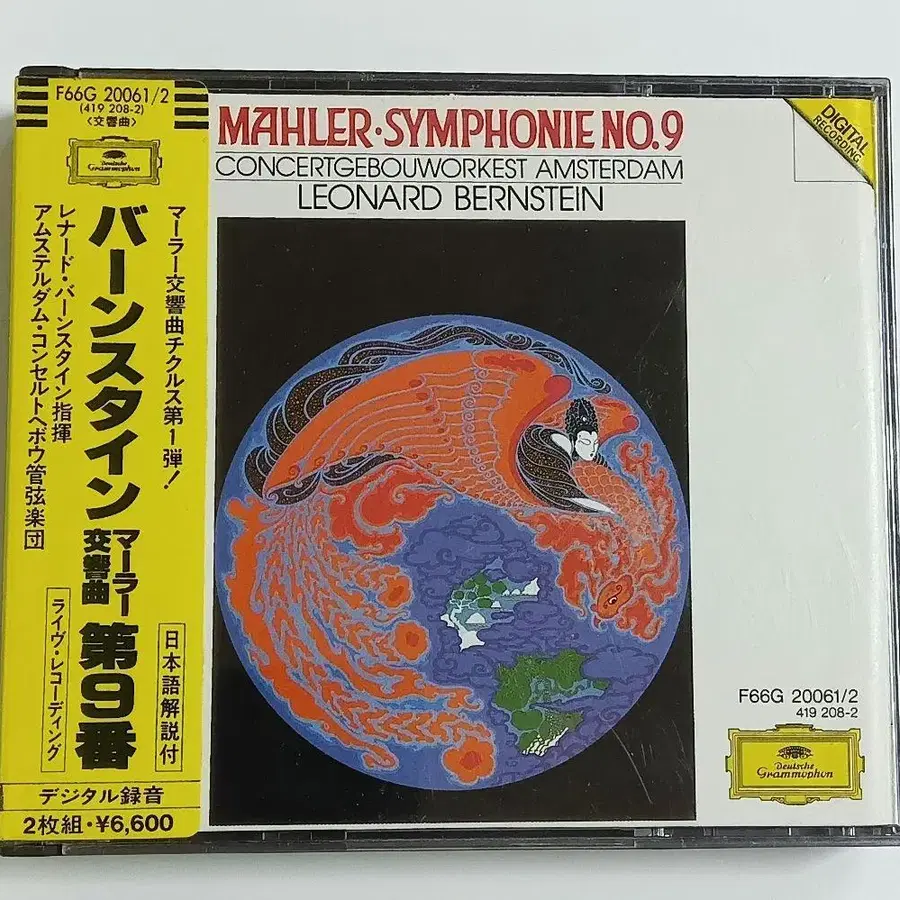 F66G 20061/2
(419 208-2)
〈交響曲〉
Deutsche
Grammophon
マーラー交響曲チクルス第1弾!
バーンスタイン
マーラー
交響曲
第9番
レナード・バーンスタイン指揮
アムステルダム・コンセルトヘボウ管弦楽団
日本語解説付
ライヴ・レコーディング
デジタル録音
2枚組・¥6,600
MAHLER·SYMPHONIE NO.9
CONCERTGEBOUWORKEST AMSTERDAM
LEONARD BERNSTEIN
DIGITAL
RECORDING
F66G 20061/2
419 208-2
Deutsche
Grammophon